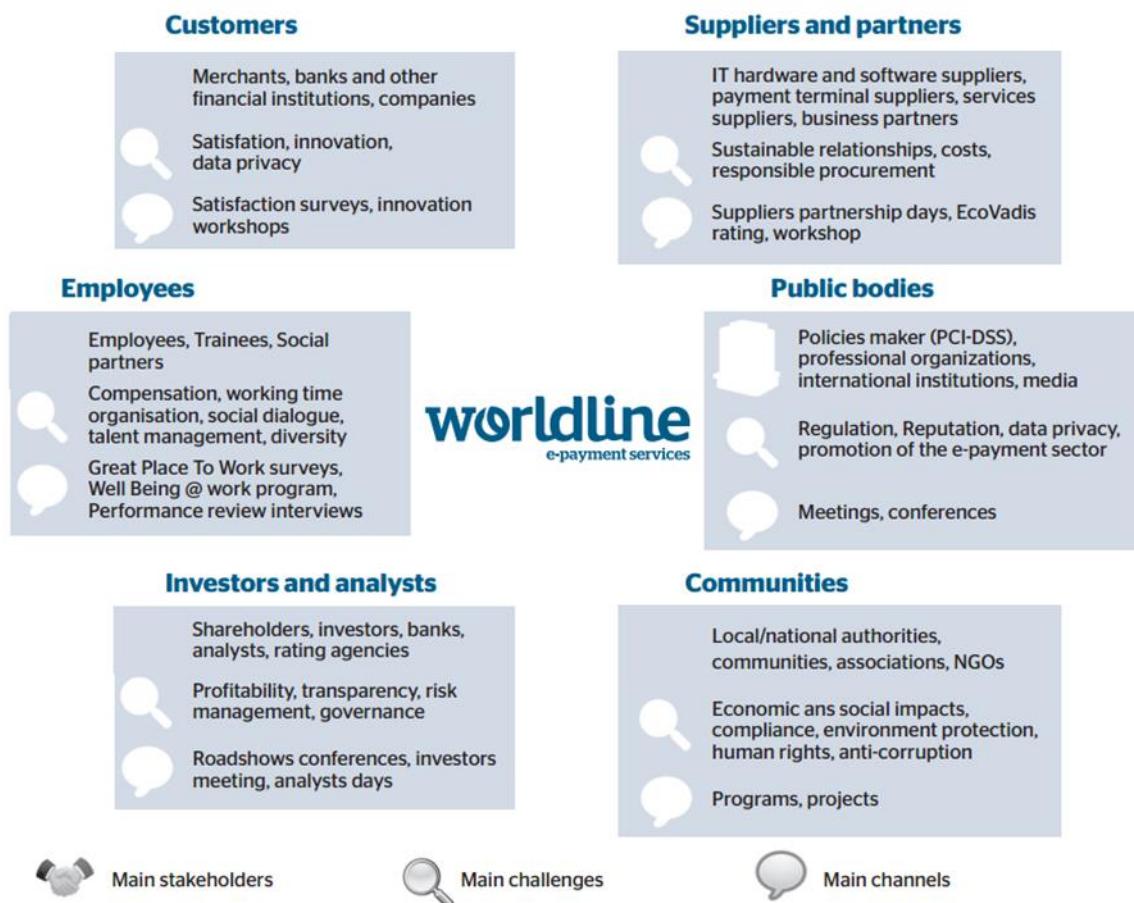 Customers
Merchants, banks and other
financial institutions, companies
Satisfation, innovation,
data privacy
Satisfaction surveys, innovation
workshops
Suppliers and partners
IT hardware and software suppliers,
payment terminal suppliers, services
suppliers, business partners
Sustainable relationships, costs,
responsible procurement
Suppliers partnership days, EcoVadis
rating, workshop
Employees
Employees, Trainees, Social
partners
Compensation, working time
organisation, social dialogue,
talent management, diversity
Great Place To Work surveys,
Well Being @ work program,
Performance review interviews
worldline
e-payment services
Public bodies
Policies maker (PCI-DSS),
professional organizations,
international institutions, media
Regulation, Reputation, data privacy,
promotion of the e-payment sector
Meetings, conferences
Investors and analysts
Shareholders, investors, banks,
analysts, rating agencies
Profitability, transparency, risk
management, governance
Roadshows conferences, investors
meeting, analysts days
Communities
Local/national authorities,
communities, associations, NGOs
Economic ans social impacts,
compliance, environment protection,
human rights, anti-corruption
Programs, projects
Main stakeholders
Main challenges
Main channels